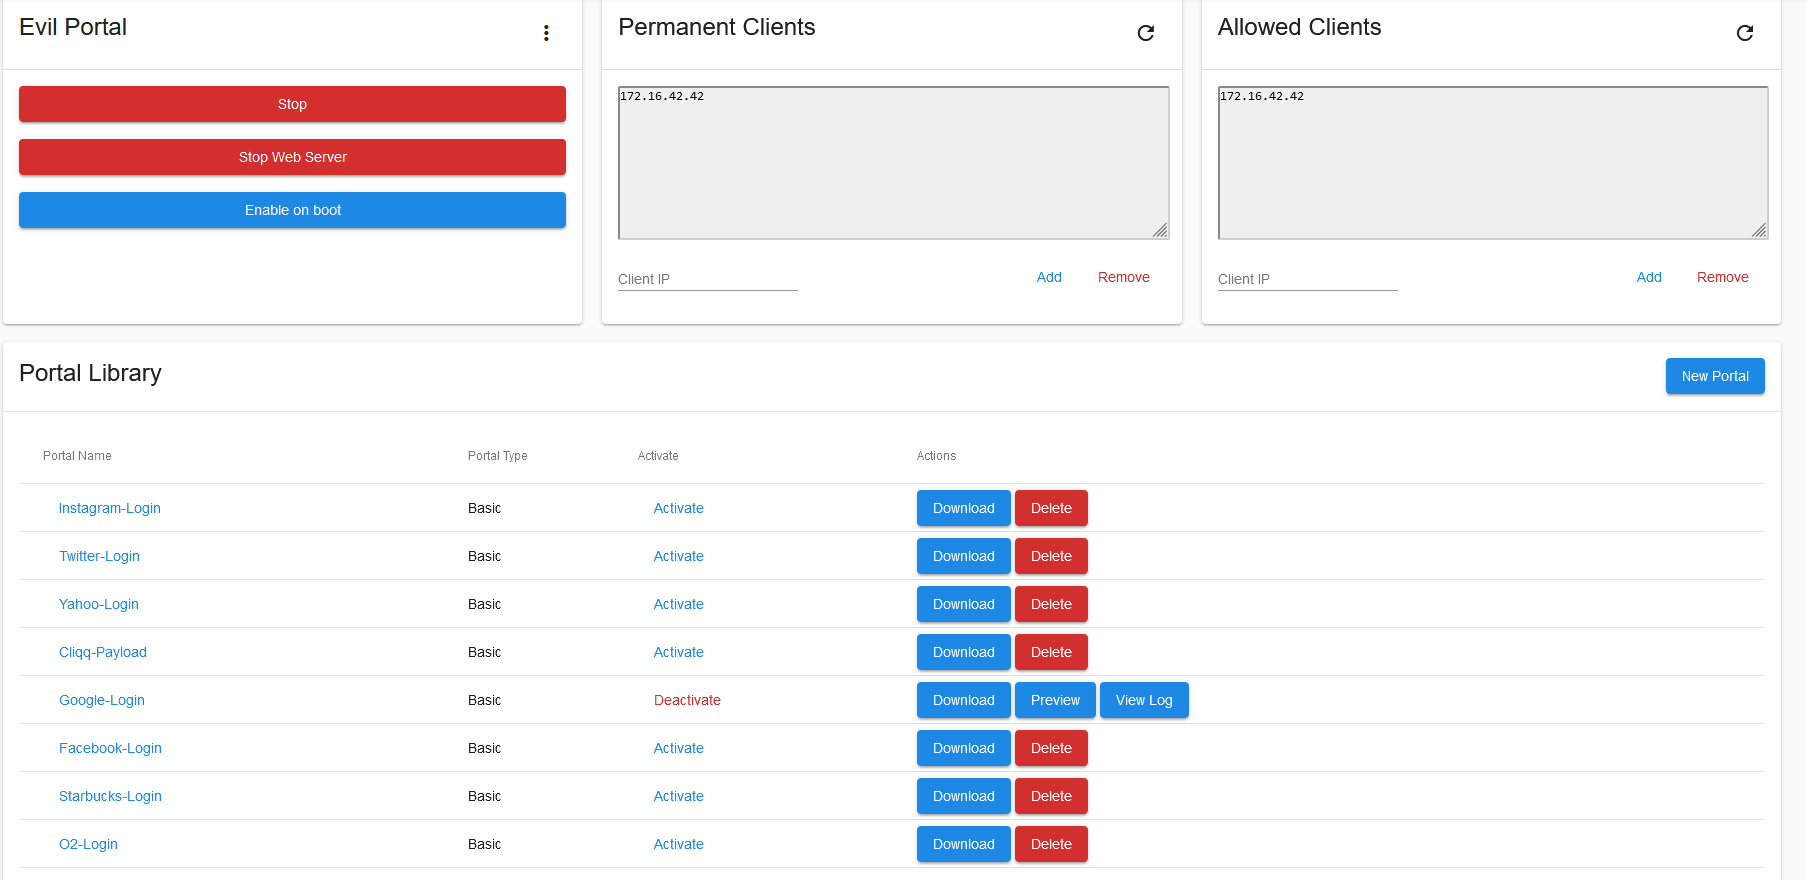 Evil Portal
Stop
Stop Web Server
Enable on boot
Permanent Clients
172.16.42.42
Client IP Add Remove
Allowed Clients
172.16.42.42
Client IP Add Remove
Portal Library New Portal
Portal Name Portal Type Activate Actions
Instagram-Login Basic Activate Download Delete
Twitter-Login Basic Activate Download Delete
Yahoo-Login Basic Activate Download Delete
Cliqq-Payload Basic Activate Download Delete
Google-Login Basic Deactivate Download Preview View Log
Facebook-Login Basic Activate Download Delete
Starbucks-Login Basic Activate Download Delete
O2-Login Basic Activate Download Delete